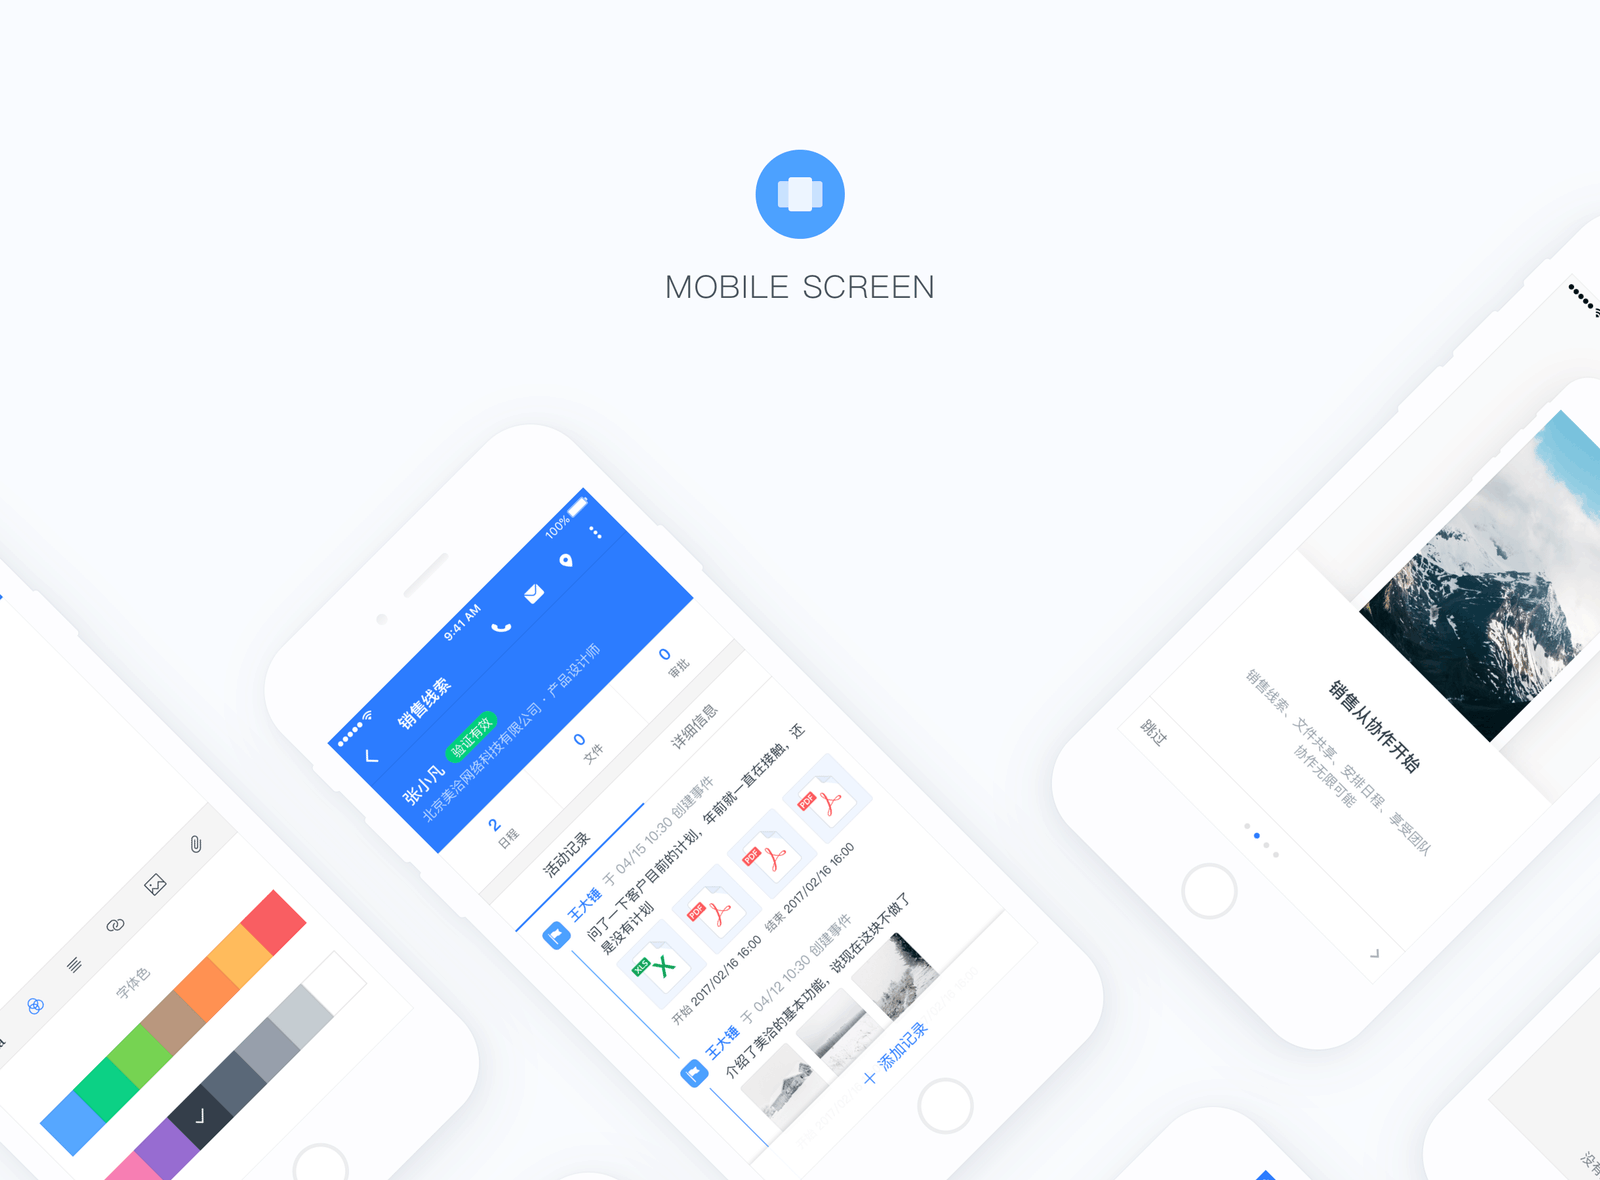 MOBILE SCREEN
9:41 AM
100%
销售线索
张小凡
验证有效
北京美洽网络科技有限公司 · 产品设计师
2
日程
0
文件
0
审批
活动记录
详细信息
王大锤 于 04/15 10:30 创建事件
问了一下客户目前的计划，年前就一直在接触，还
是没有计划
XLS
PDF
PDF
PDF
开始 2017/02/16 16:00 结束 2017/02/16 16:00
王大锤 于 04/12 10:30 创建事件
介绍了美洽的基本功能，说现在这块不做了
+ 添加记录
字体色
销售从协作开始
销售线索、文件共享、安排日程、享受团队
协作无限可能
跳过
没有